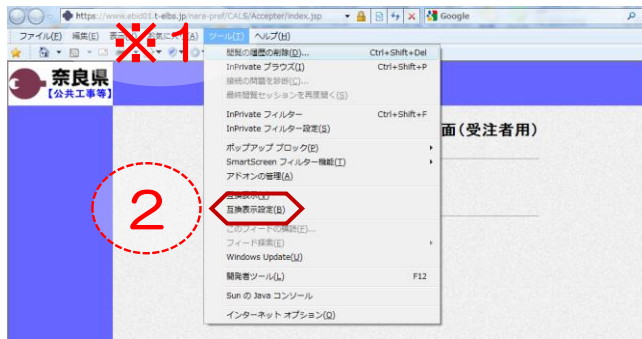 https://www.ebid01.t-elbs.jp/nara-pref/CALS/Accepter/index.jsp
Google
ファイル(F) 編集(E) 表示 お気に入 (A) ツール(T) ヘルプ(H)
※1
奈良県
【公共工事等】
閲覧の履歴の削除(D)... Ctrl+Shift+Del
InPrivate ブラウズ(I) Ctrl+Shift+P
接続の問題を診断(C)...
最終閲覧セッションを再度開く(S)
InPrivate フィルター Ctrl+Shift+F
InPrivate フィルター設定(S)
面(受注者用)
ポップアップ ブロック(P)
SmartScreen フィルター機能(T)
アドオンの管理(A)
互換表示(V)
2
互換表示設定(B)
このフィードの購読(F)...
フィード探索(E)
Windows Update(U)
開発者ツール(L) F12
Sun の Java コンソール
インターネット オプション(O)